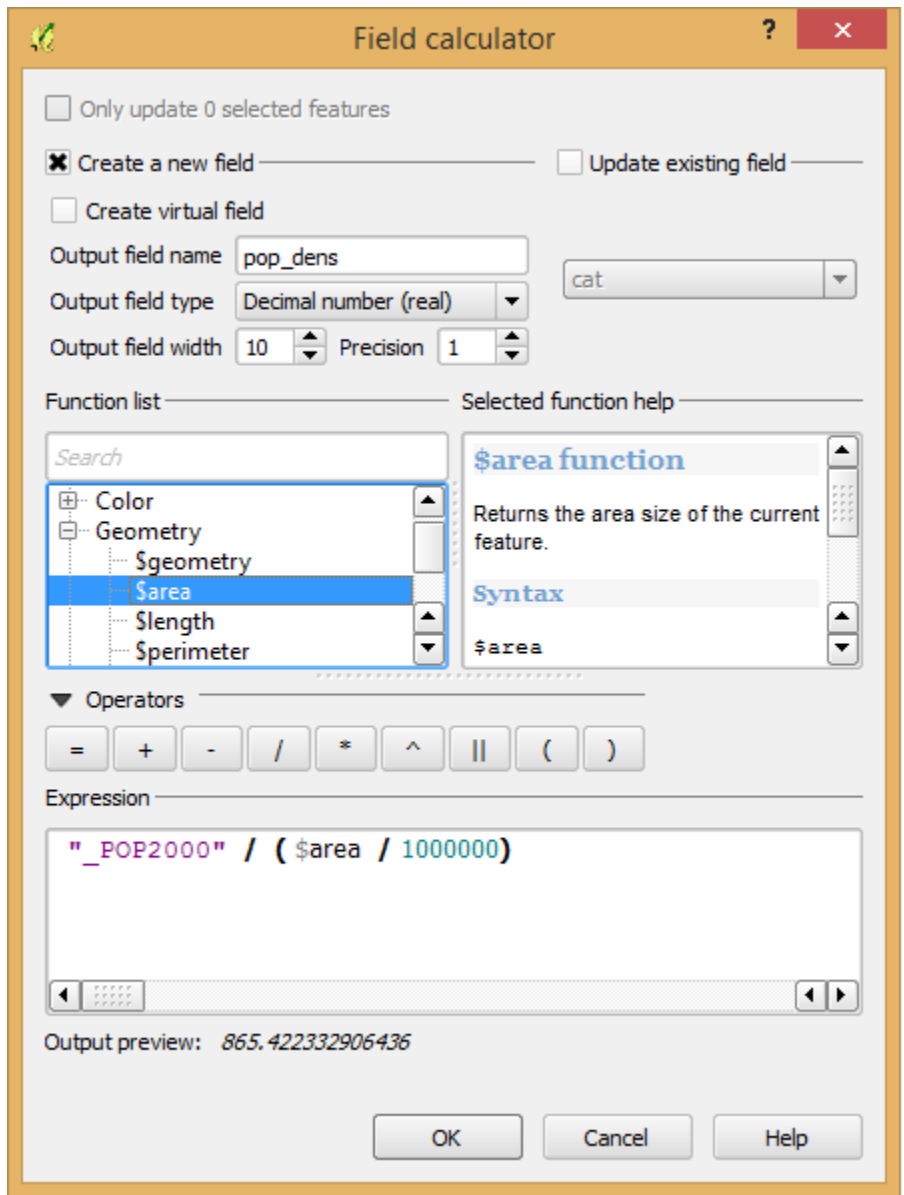 Field calculator ? ×
Only update 0 selected features
Create a new field Update existing field
Create virtual field
Output field name pop_dens
cat
Output field type Decimal number (real)
Output field width 10 Precision 1
Function list Selected function help
Search
Color
Geometry
$geometry
$area
$length
$perimeter
$area function
Returns the area size of the current
feature.
Syntax
$area
Operators
= + - / * ^ || ( )
Expression
"_POP2000" / ( $area / 1000000)
Output preview: 865.422332906436
OK Cancel Help